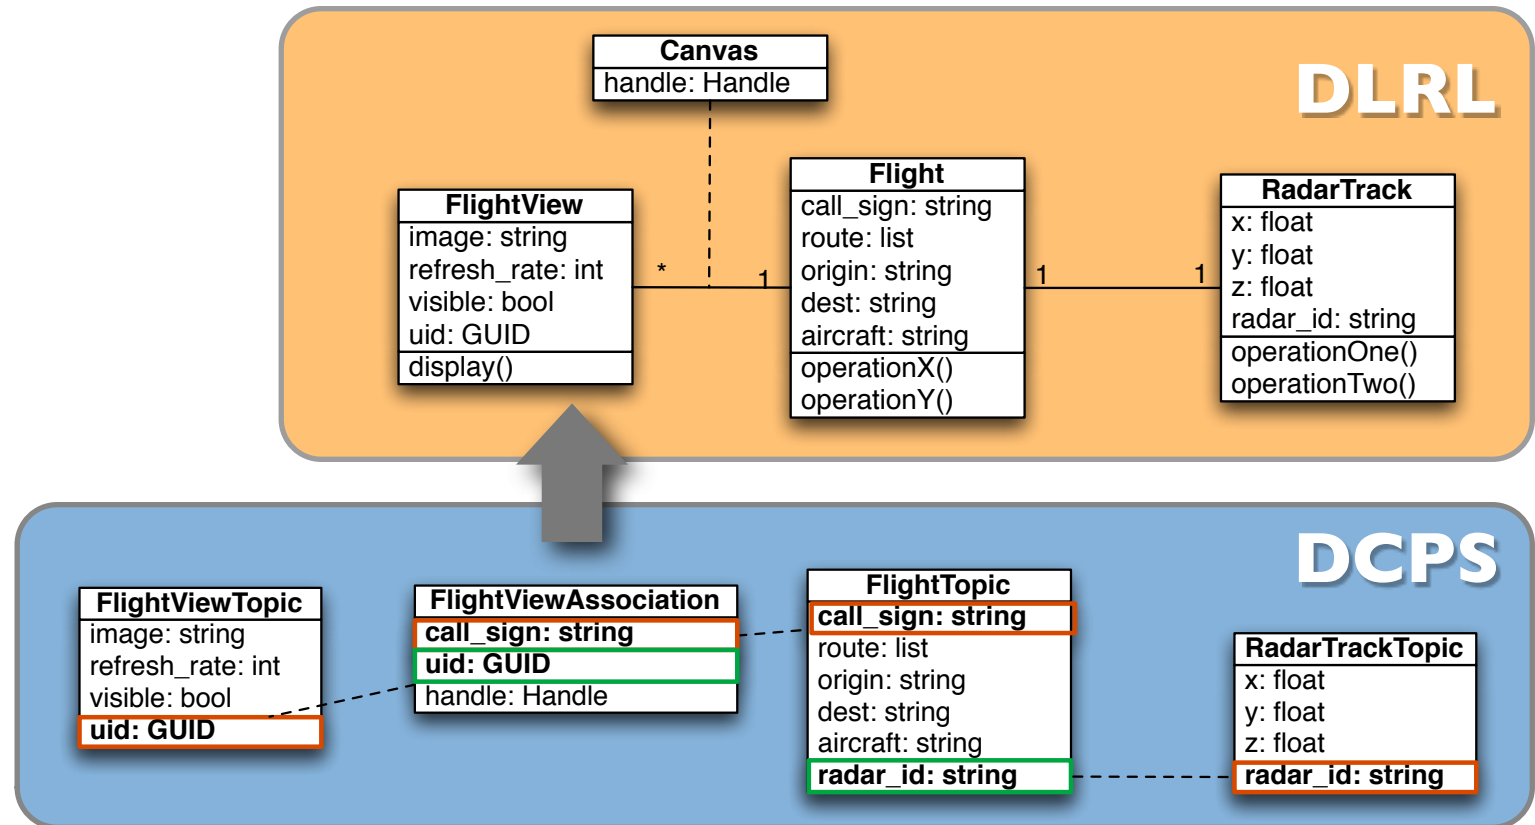 DLRL
Canvas
handle: Handle
FlightView
image: string
refresh_rate: int
visible: bool
uid: GUID
display()
*
1
Flight
call_sign: string
route: list
origin: string
dest: string
aircraft: string
operationX()
operationY()
1
1
RadarTrack
x: float
y: float
z: float
radar_id: string
operationOne()
operationTwo()
DCPS
FlightViewTopic
image: string
refresh_rate: int
visible: bool
uid: GUID
FlightViewAssociation
call_sign: string
uid: GUID
handle: Handle
FlightTopic
call_sign: string
route: list
origin: string
dest: string
aircraft: string
radar_id: string
RadarTrackTopic
x: float
y: float
z: float
radar_id: string